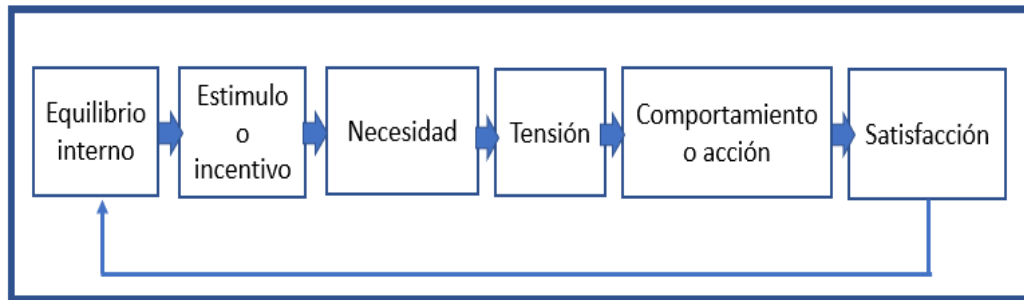 Equilibrio
interno
Estimulo
o
incentivo
Necesidad
Tensión
Comportamiento
o acción
Satisfacción